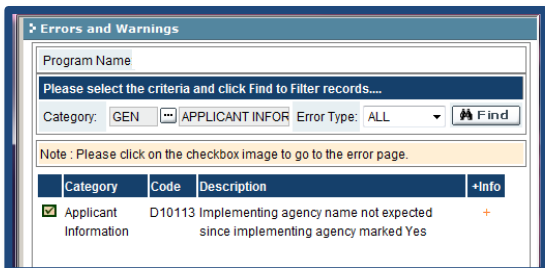 Errors and Warnings
Program Name
Please select the criteria and click Find to Filter records....
Category: GEN ... APPLICANT INFOR Error Type: ALL Find
Note : Please click on the checkbox image to go to the error page.
Category Code Description +Info
Applicant D10113 Implementing agency name not expected +
Information since implementing agency marked Yes